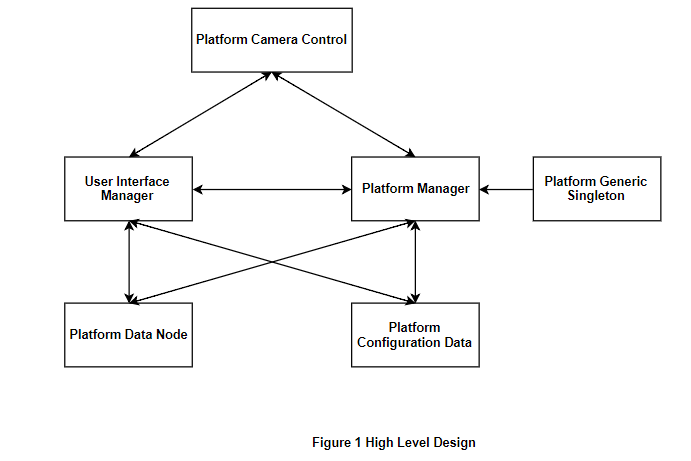 Platform Camera Control
User Interface
Manager
Platform Manager
Platform Generic
Singleton
Platform Data Node
Platform
Configuration Data
Figure 1 High Level Design